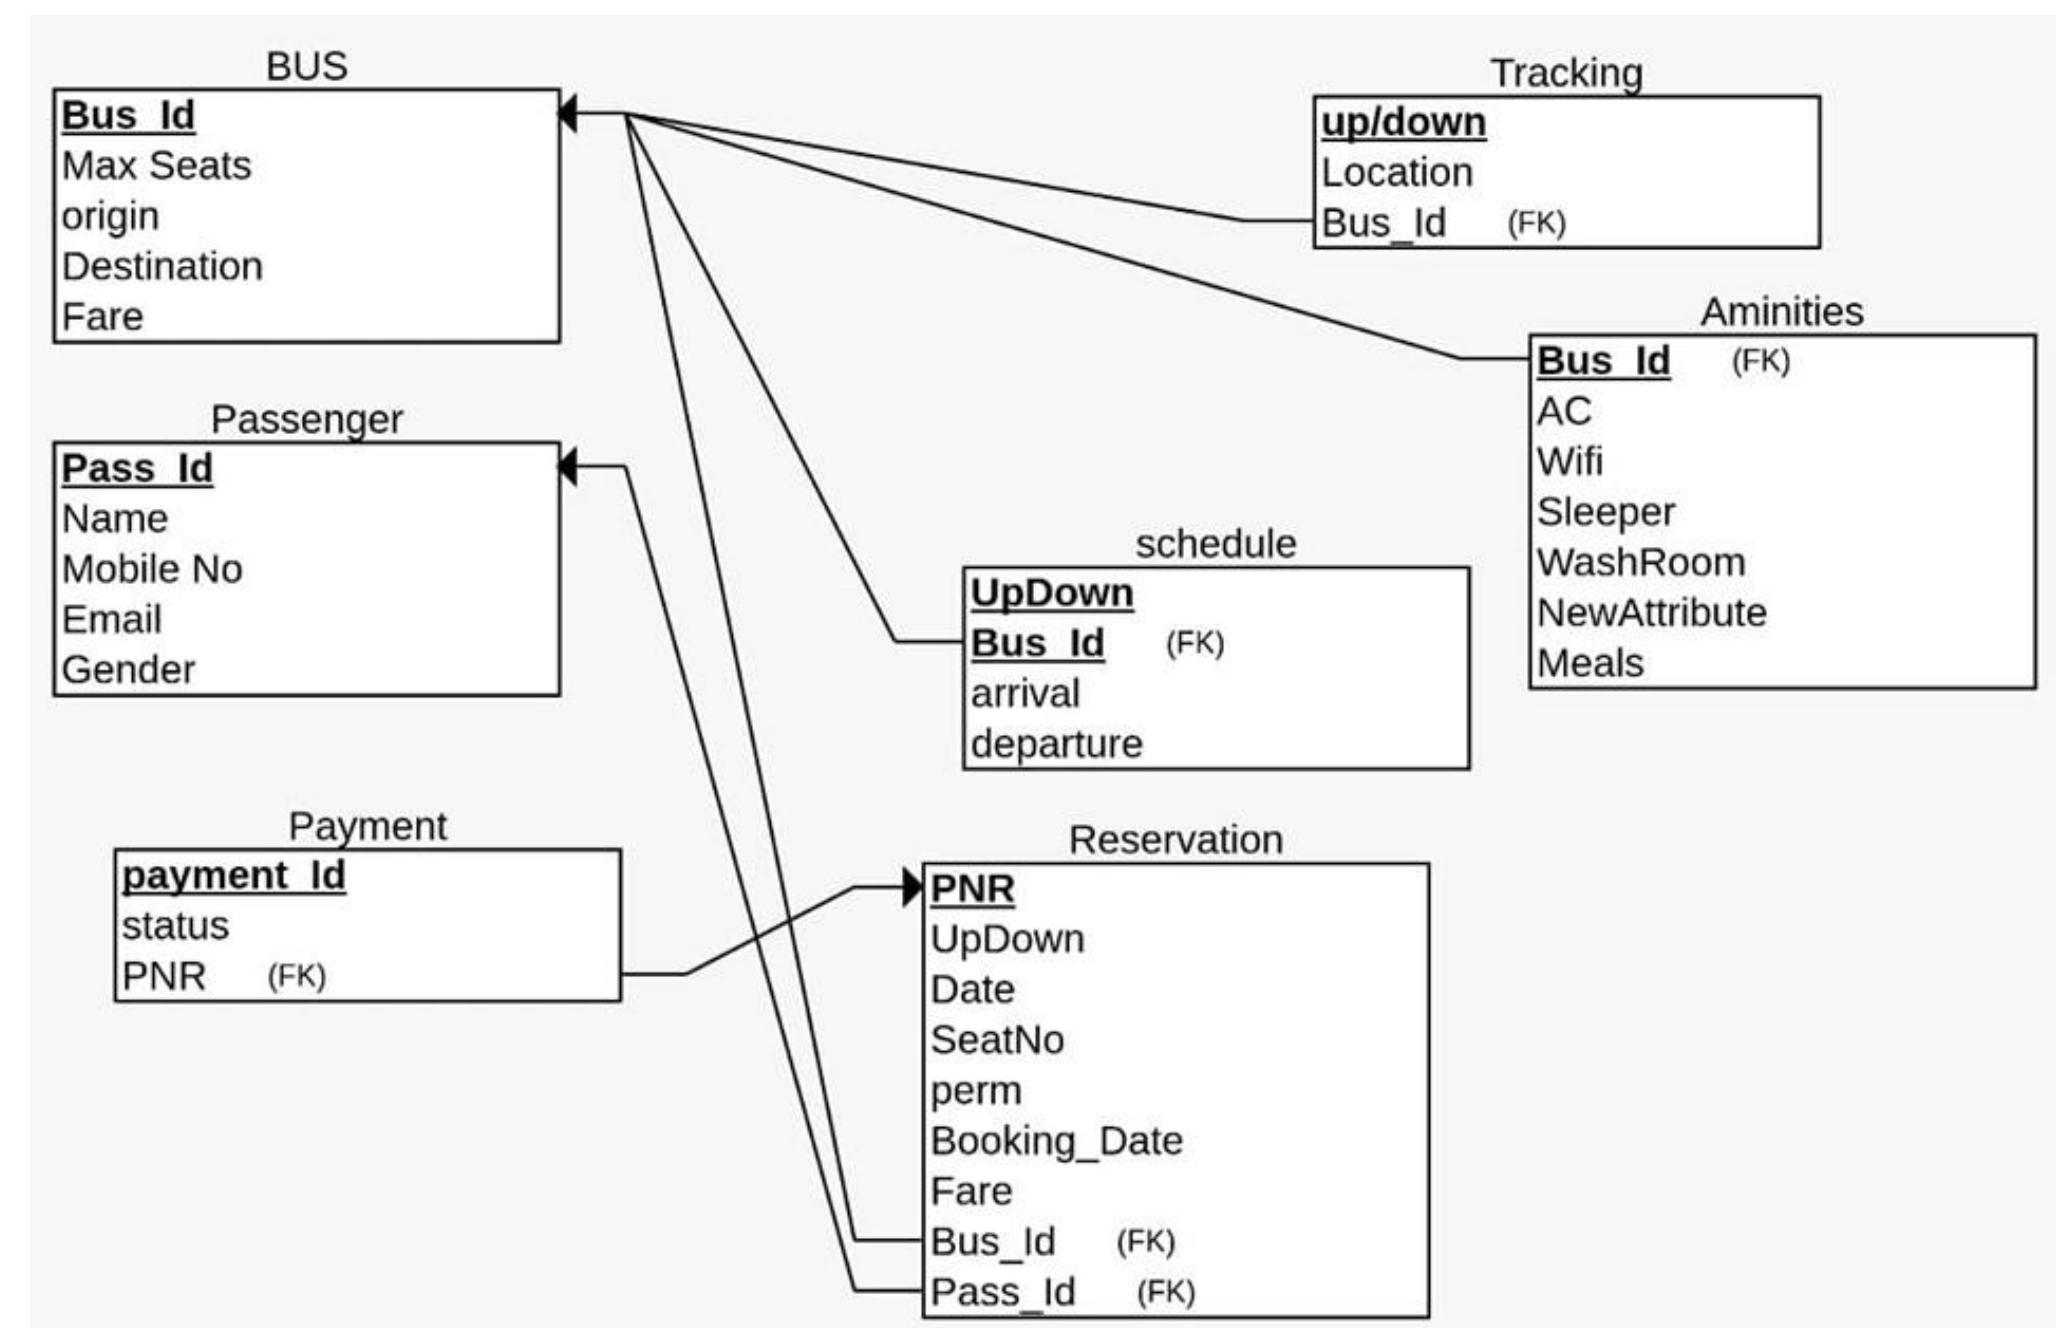 BUS
Bus_Id
Max Seats
origin
Destination
Fare
Tracking
up/down
Location
Bus_Id (FK)
Aminities
Bus_Id (FK)
AC
Wifi
Sleeper
WashRoom
NewAttribute
Meals
Passenger
Pass_Id
Name
Mobile No
Email
Gender
schedule
UpDown
Bus_Id (FK)
arrival
departure
Payment
payment_Id
status
PNR (FK)
Reservation
PNR
UpDown
Date
SeatNo
perm
Booking_Date
Fare
Bus_Id (FK)
Pass_Id (FK)